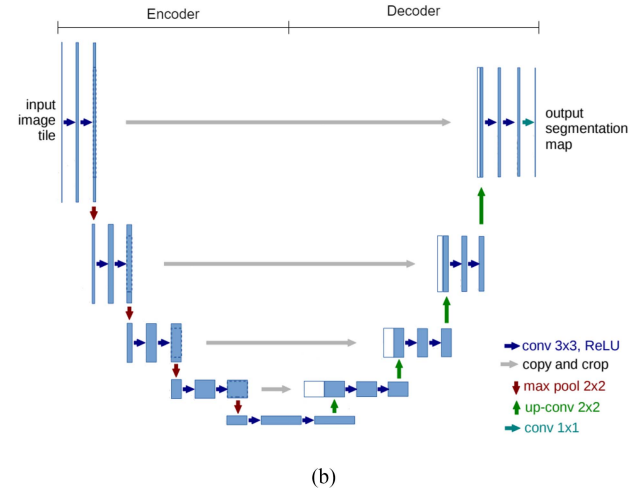 Encoder
Decoder
input
image
tile
output
segmentation
map
conv 3x3, ReLU
copy and crop
max pool 2x2
up-conv 2x2
conv 1x1
(b)